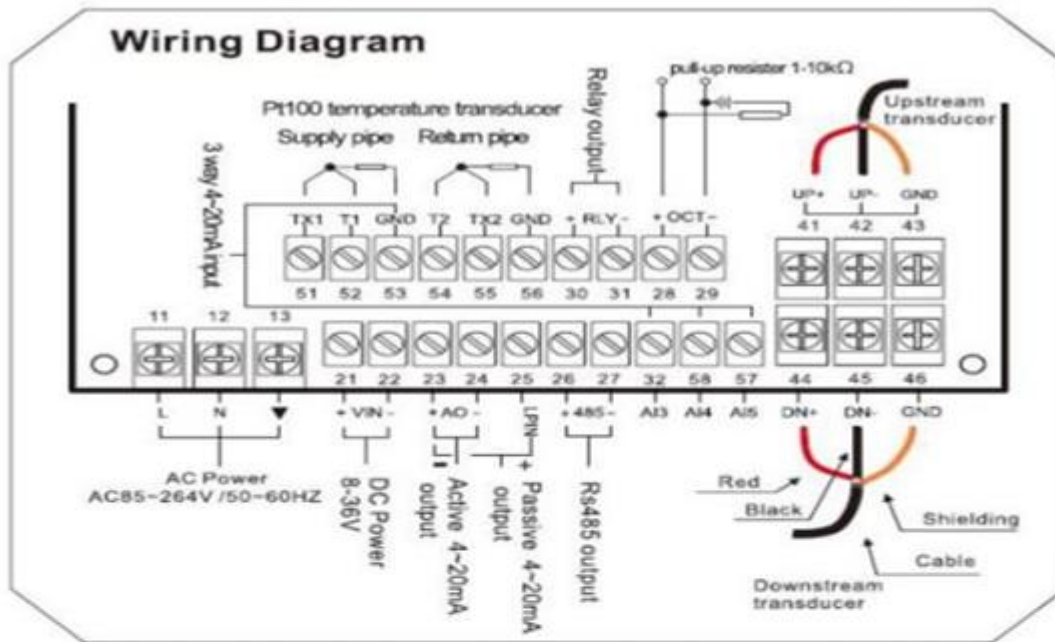 Wiring Diagram
pull-up resister 1-10kΩ
Relay output
Pt100 temperature transducer
Supply pipe Return pipe
Upstream
transducer
3 way 4~20mA input
UP+ UP- GND
TX1 T1 GND T2 TX2 GND + RLY - + OCT -
41 42 43
51 52 53 54 55 56 30 31 28 29
11 12 13
21 22 23 24 25 26 27 32 58 57
44 45 46
L N
+ VIN - + AO - LPIN + 485 - AI3 AI4 AI5
DN+ DN- GND
AC Power
AC85~264V /50~60HZ
DC Power
8-36V
- +
Active 4~20mA
output
Passive 4~20mA
output
Rs485 output
Red
Black
Shielding
Cable
Downstream
transducer